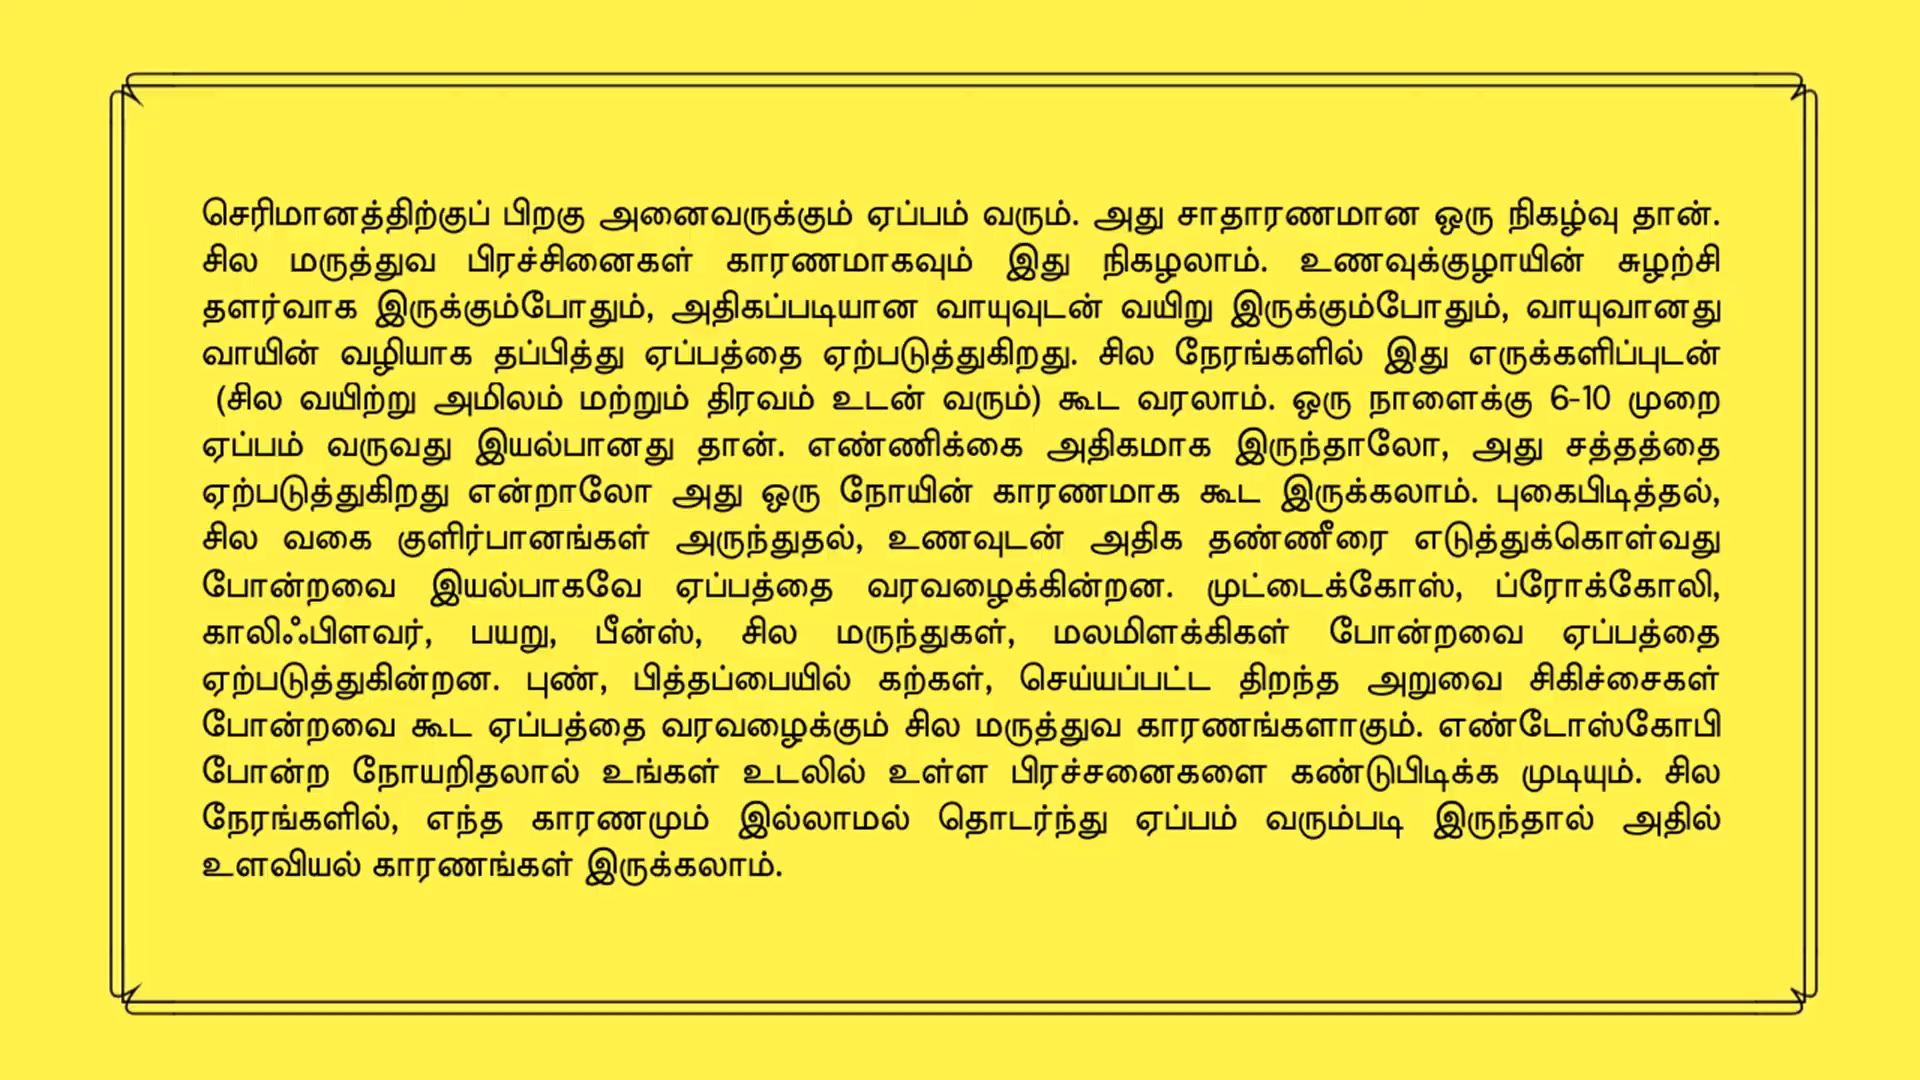 செரிமானத்திற்குப் பிறகு அனைவருக்கும் ஏப்பம் வரும். அது சாதாரணமான ஒரு நிகழ்வு தான்.
சில மருத்துவ பிரச்சினைகள் காரணமாகவும் இது நிகழலாம். உணவுக்குழாயின் சுழற்சி
தளர்வாக இருக்கும்போதும், அதிகப்படியான வாயுவுடன் வயிறு இருக்கும்போதும், வாயுவானது
வாயின் வழியாக தப்பித்து ஏப்பத்தை ஏற்படுத்துகிறது. சில நேரங்களில் இது எருக்களிப்புடன்
(சில வயிற்று அமிலம் மற்றும் திரவம் உடன் வரும்) கூட வரலாம். ஒரு நாளைக்கு 6-10 முறை
ஏப்பம் வருவது இயல்பானது தான். எண்ணிக்கை அதிகமாக இருந்தாலோ, அது சத்தத்தை
ஏற்படுத்துகிறது என்றாலோ அது ஒரு நோயின் காரணமாக கூட இருக்கலாம். புகைபிடித்தல்,
சில வகை குளிர்பானங்கள் அருந்துதல், உணவுடன் அதிக தண்ணீரை எடுத்துக்கொள்வது
போன்றவை இயல்பாகவே ஏப்பத்தை வரவழைக்கின்றன. முட்டைக்கோஸ், ப்ரோக்கோலி,
காலிஃபிளவர், பயறு, பீன்ஸ், சில மருந்துகள், மலமிளக்கிகள் போன்றவை ஏப்பத்தை
ஏற்படுத்துகின்றன. புண், பித்தப்பையில் கற்கள், செய்யப்பட்ட திறந்த அறுவை சிகிச்சைகள்
போன்றவை கூட ஏப்பத்தை வரவழைக்கும் சில மருத்துவ காரணங்களாகும். எண்டோஸ்கோபி
போன்ற நோயறிதலால் உங்கள் உடலில் உள்ள பிரச்சனைகளை கண்டுபிடிக்க முடியும். சில
நேரங்களில், எந்த காரணமும் இல்லாமல் தொடர்ந்து ஏப்பம் வரும்படி இருந்தால் அதில்
உளவியல் காரணங்கள் இருக்கலாம்.